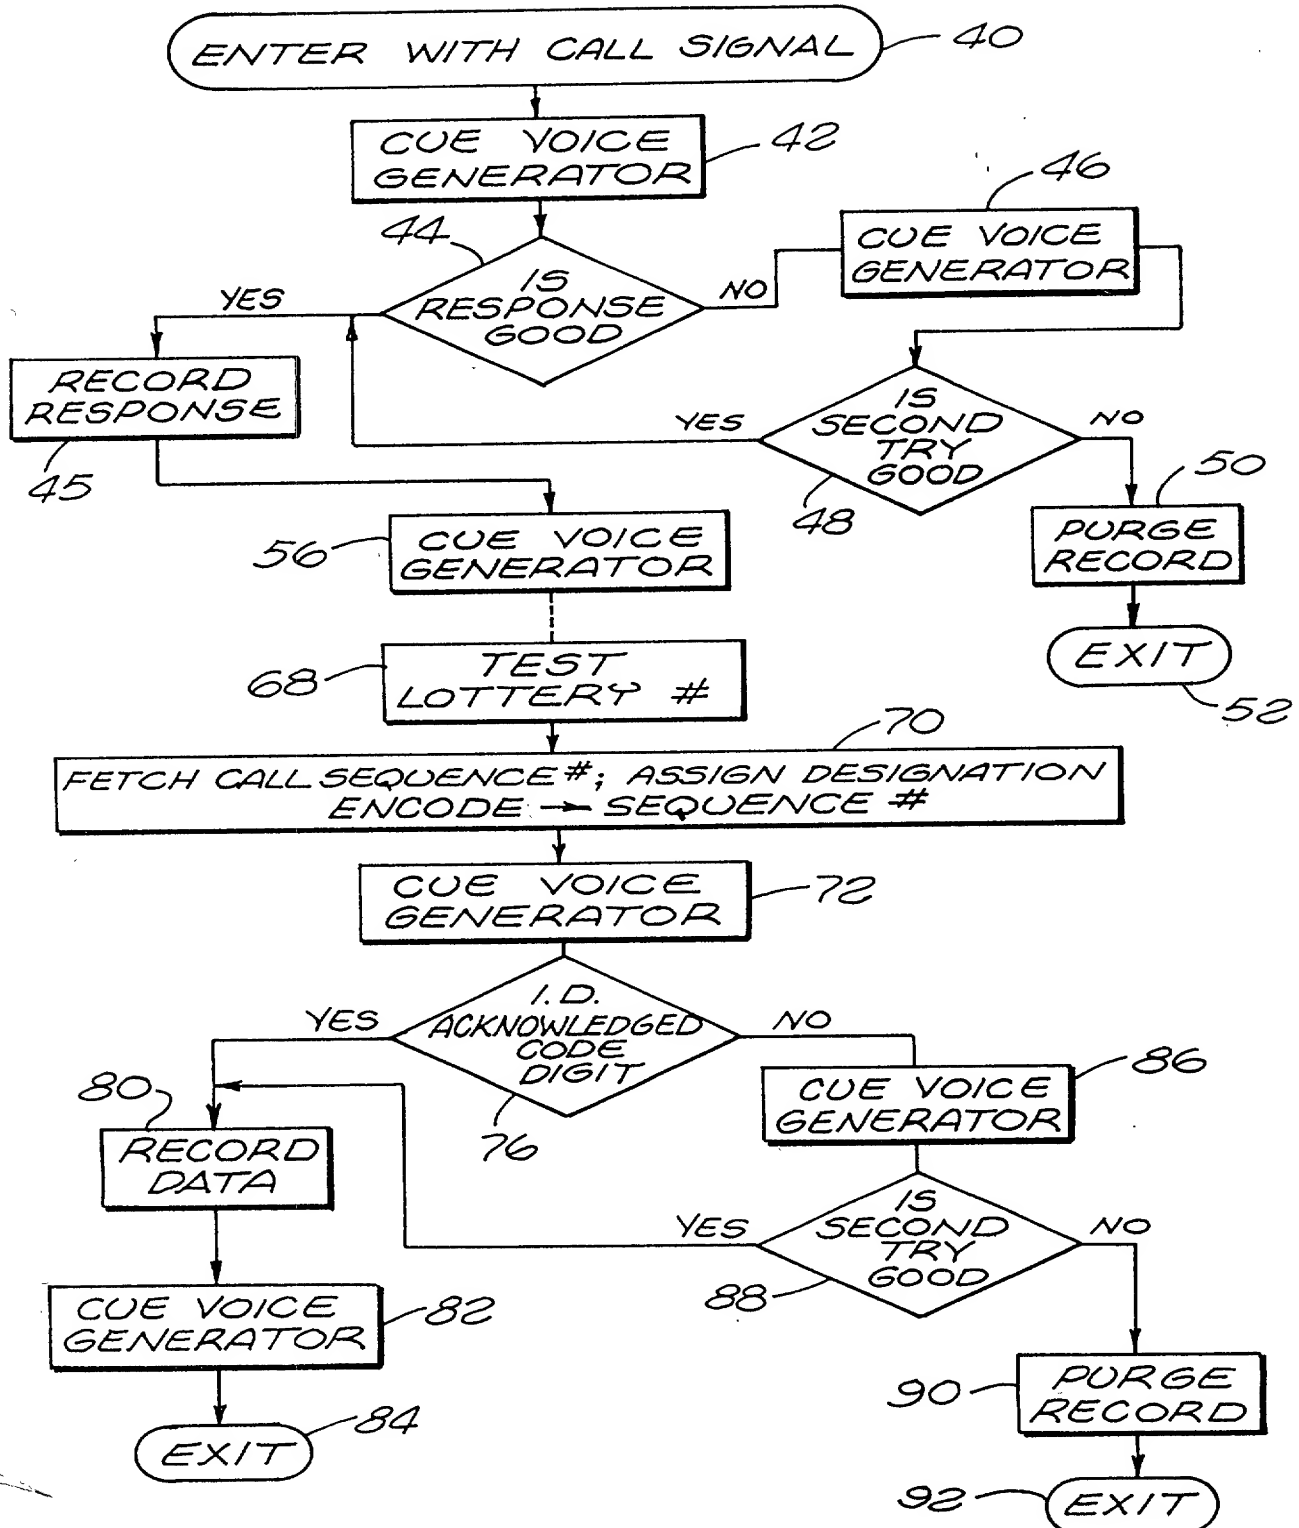 ENTER WITH CALL SIGNAL
40
CUE VOICE
GENERATOR
42
44
IS
RESPONSE
GOOD
YES
NO
46
CUE VOICE
GENERATOR
RECORD
RESPONSE
45
IS
SECOND
TRY
GOOD
YES
NO
48
50
PURGE
RECORD
EXIT
52
56
CUE VOICE
GENERATOR
68
TEST
LOTTERY #
70
FETCH CALL SEQUENCE #; ASSIGN DESIGNATION
ENCODE → SEQUENCE #
CUE VOICE
GENERATOR
72
I.D.
ACKNOWLEDGED
CODE
DIGIT
YES
NO
76
80
RECORD
DATA
86
CUE VOICE
GENERATOR
IS
SECOND
TRY
GOOD
YES
NO
88
CUE VOICE
GENERATOR
82
EXIT
84
90
PURGE
RECORD
92
EXIT